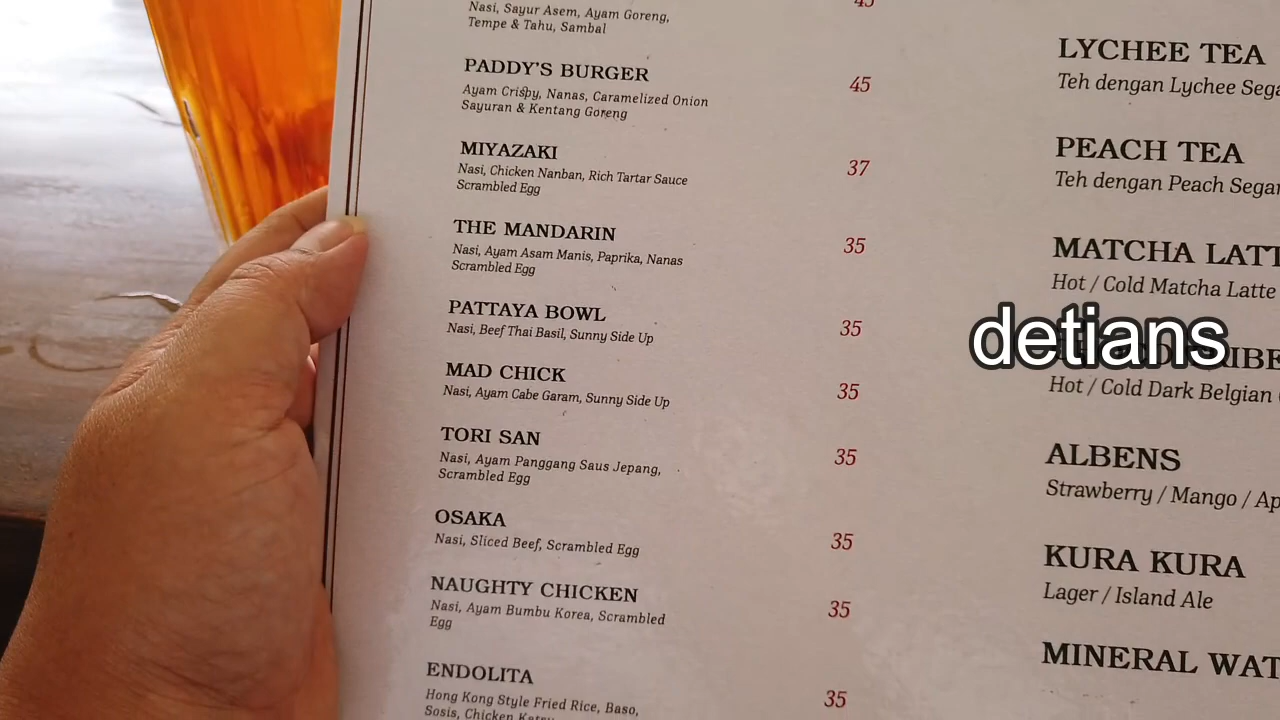 Nasi, Sayur Asem, Ayam Goreng,
Tempe & Tahu, Sambal
45
PADDY'S BURGER
45
Ayam Crispy, Nanas, Caramelized Onion
Sayuran & Kentang Goreng
MIYAZAKI
37
Nasi, Chicken Nanban, Rich Tartar Sauce
Scrambled Egg
THE MANDARIN
35
Nasi, Ayam Asam Manis, Paprika, Nanas
Scrambled Egg
PATTAYA BOWL
35
Nasi, Beef Thai Basil, Sunny Side Up
MAD CHICK
35
Nasi, Ayam Cabe Garam, Sunny Side Up
TORI SAN
35
Nasi, Ayam Panggang Saus Jepang,
Scrambled Egg
OSAKA
35
Nasi, Sliced Beef, Scrambled Egg
NAUGHTY CHICKEN
35
Nasi, Ayam Bumbu Korea, Scrambled
Egg
ENDOLITA
35
Hong Kong Style Fried Rice, Baso,
Sosis, Chicken
LYCHEE TEA
Teh dengan Lychee
PEACH TEA
Teh dengan Peach
MATCHA
Hot / Cold Matcha Latte
detians
Hot / Cold Dark Belgian
ALBENS
Strawberry / Mango /
KURA KURA
Lager / Island Ale
MINERAL